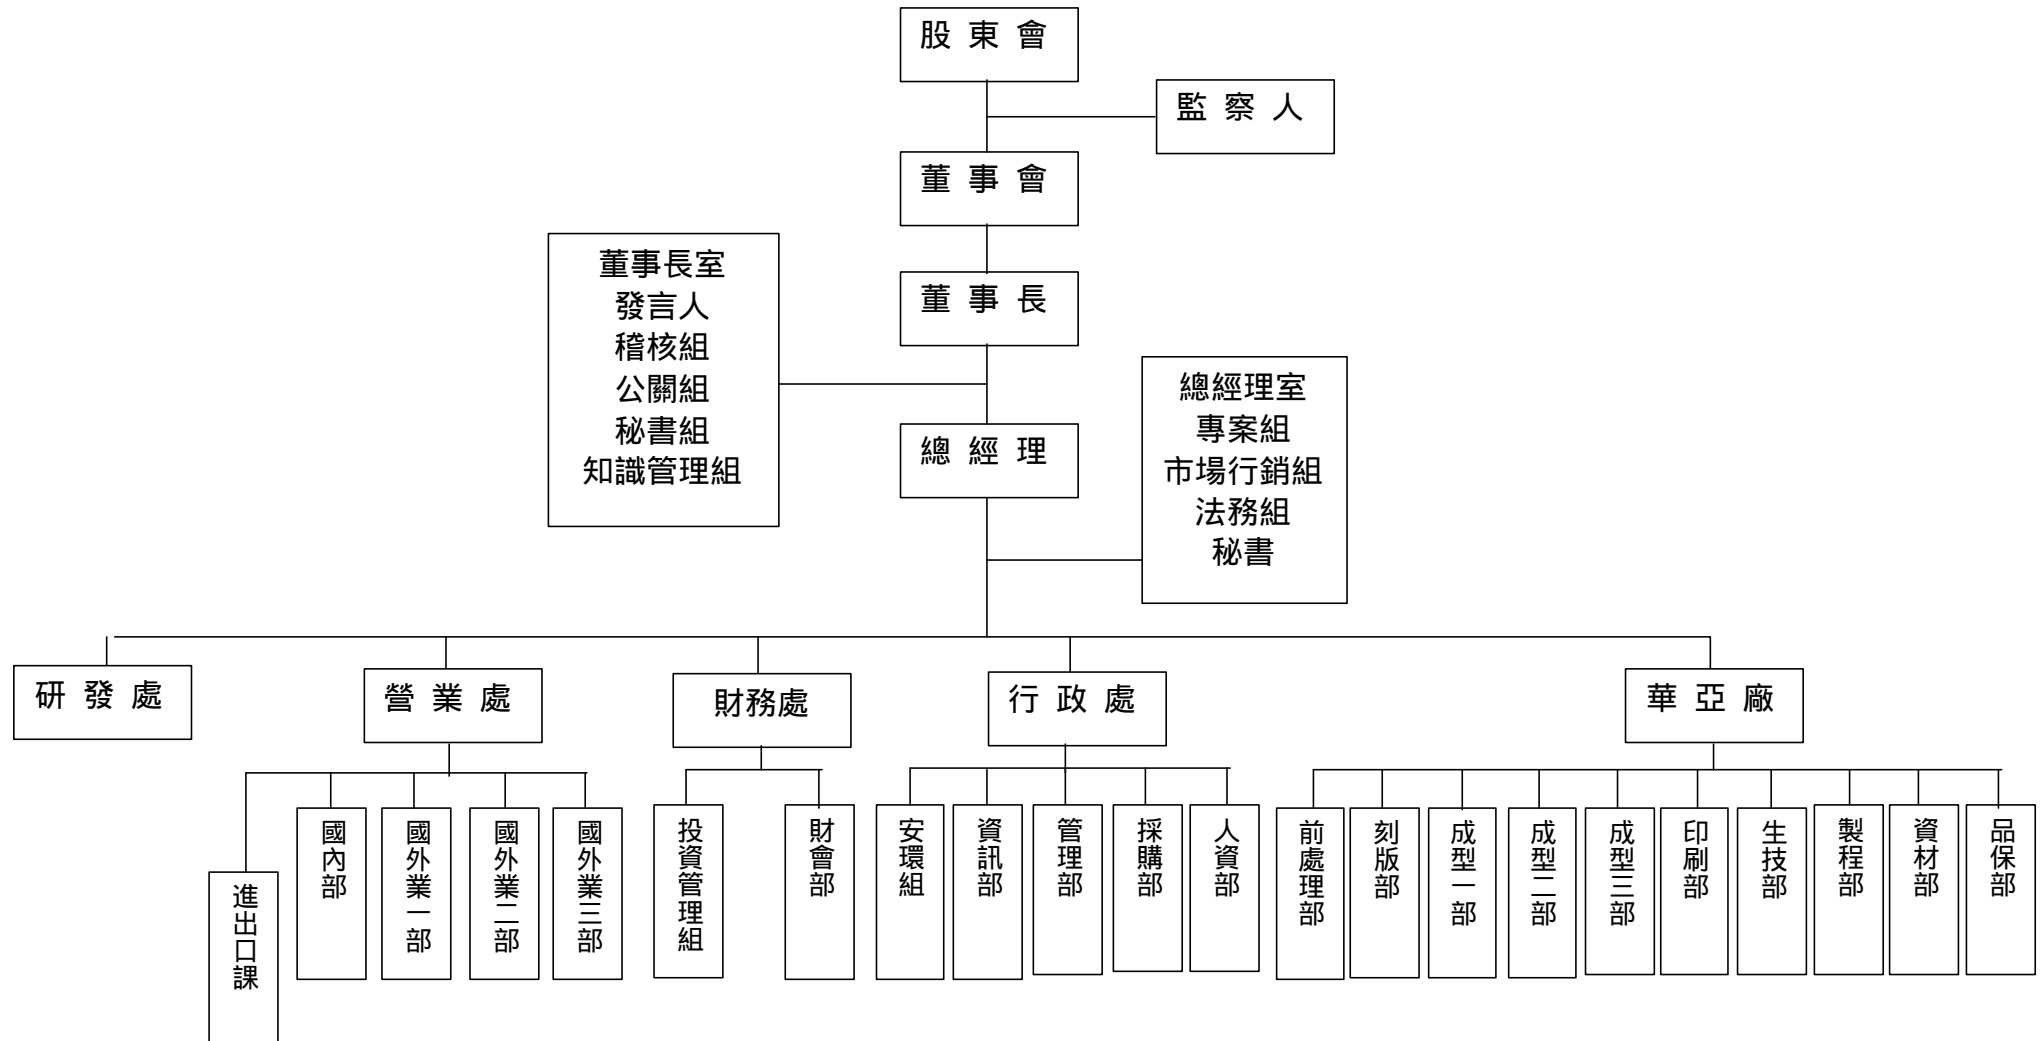 股 東 會
監 察 人
董 事 會
董事長室
發言人
稽核組
公關組
秘書組
知識管理組
董 事 長
總經理室
專案組
市場行銷組
法務組
秘書
總 經 理
研 發 處
營 業 處
財務處
行 政 處
華 亞 廠
進出口課
國內部
國外業一部
國外業二部
國外業三部
投資管理組
財會部
安環組
資訊部
管理部
採購部
人資部
前處理部
刻版部
成型一部
成型二部
成型三部
印刷部
生技部
製程部
資材部
品保部